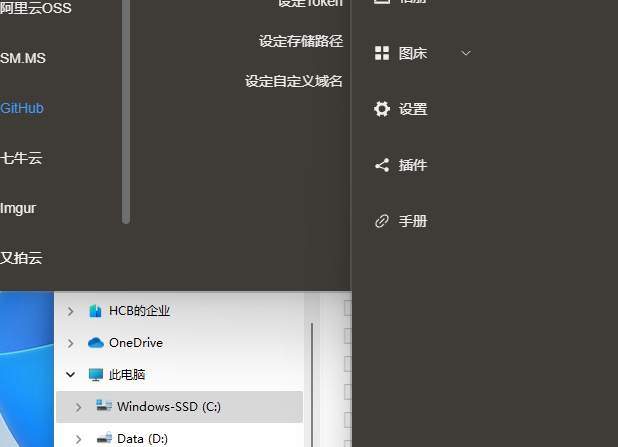 阿里云OSS
SM.MS
GitHub
七牛云
Imgur
又拍云
设定Token
设定存储路径
设定自定义域名
相册
图床
设置
插件
手册
HCB的企业
OneDrive
此电脑
Windows-SSD (C:)
Data (D:)